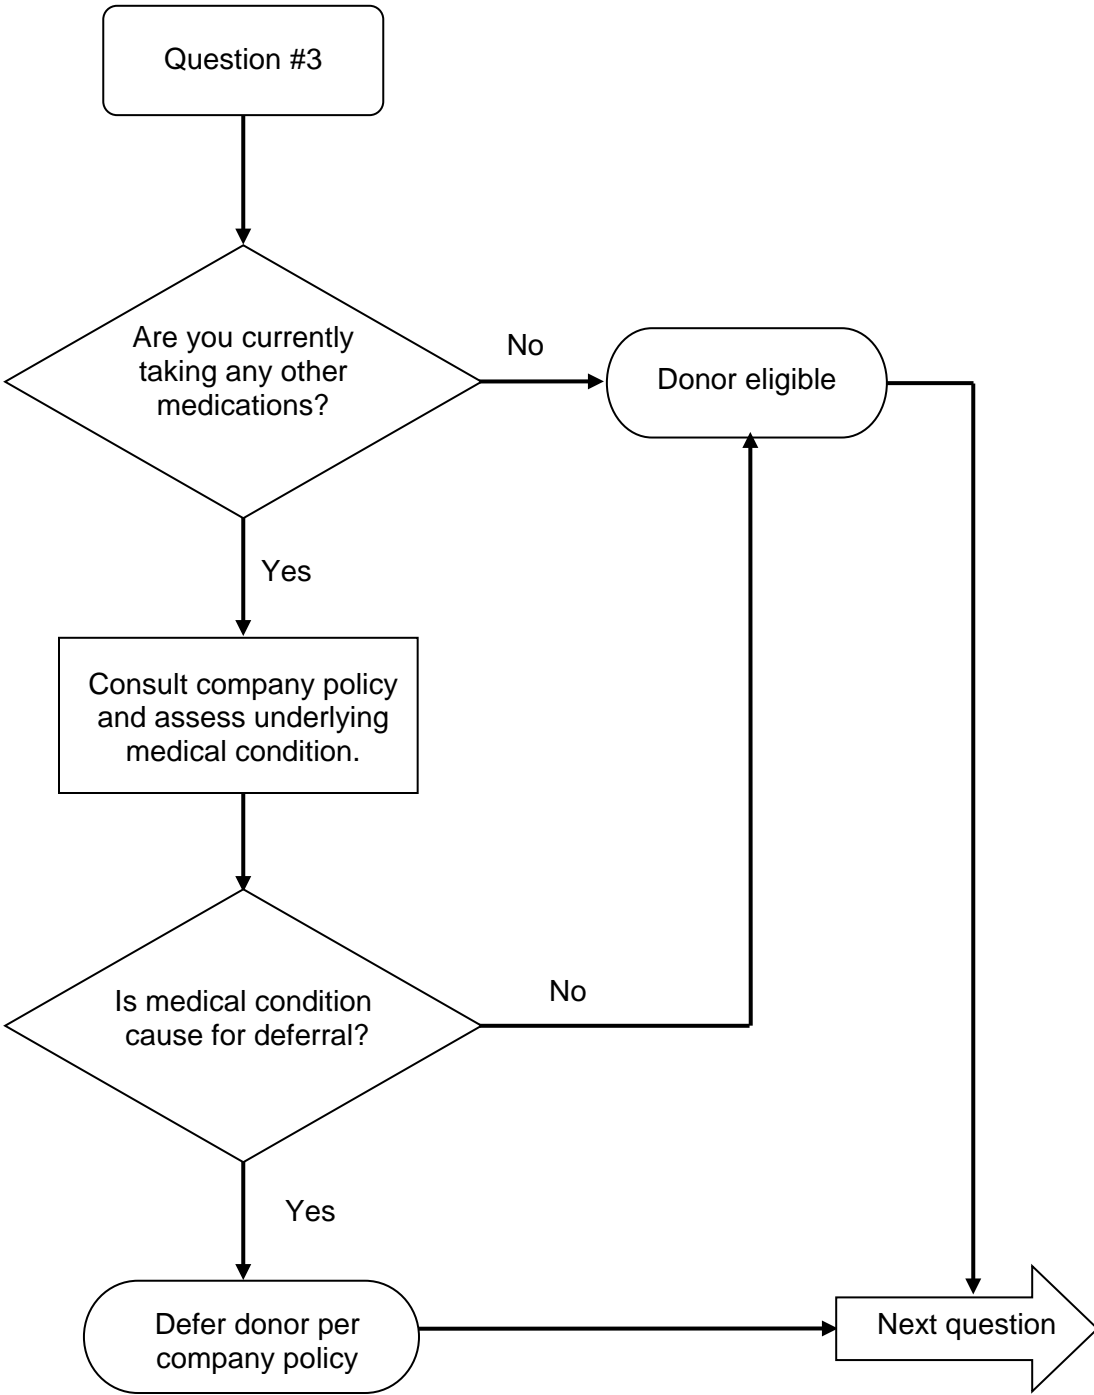 Question #3
Are you currently
taking any other
medications?
No
Donor eligible
Yes
Consult company policy
and assess underlying
medical condition.
Is medical condition
cause for deferral?
No
Yes
Defer donor per
company policy
Next question